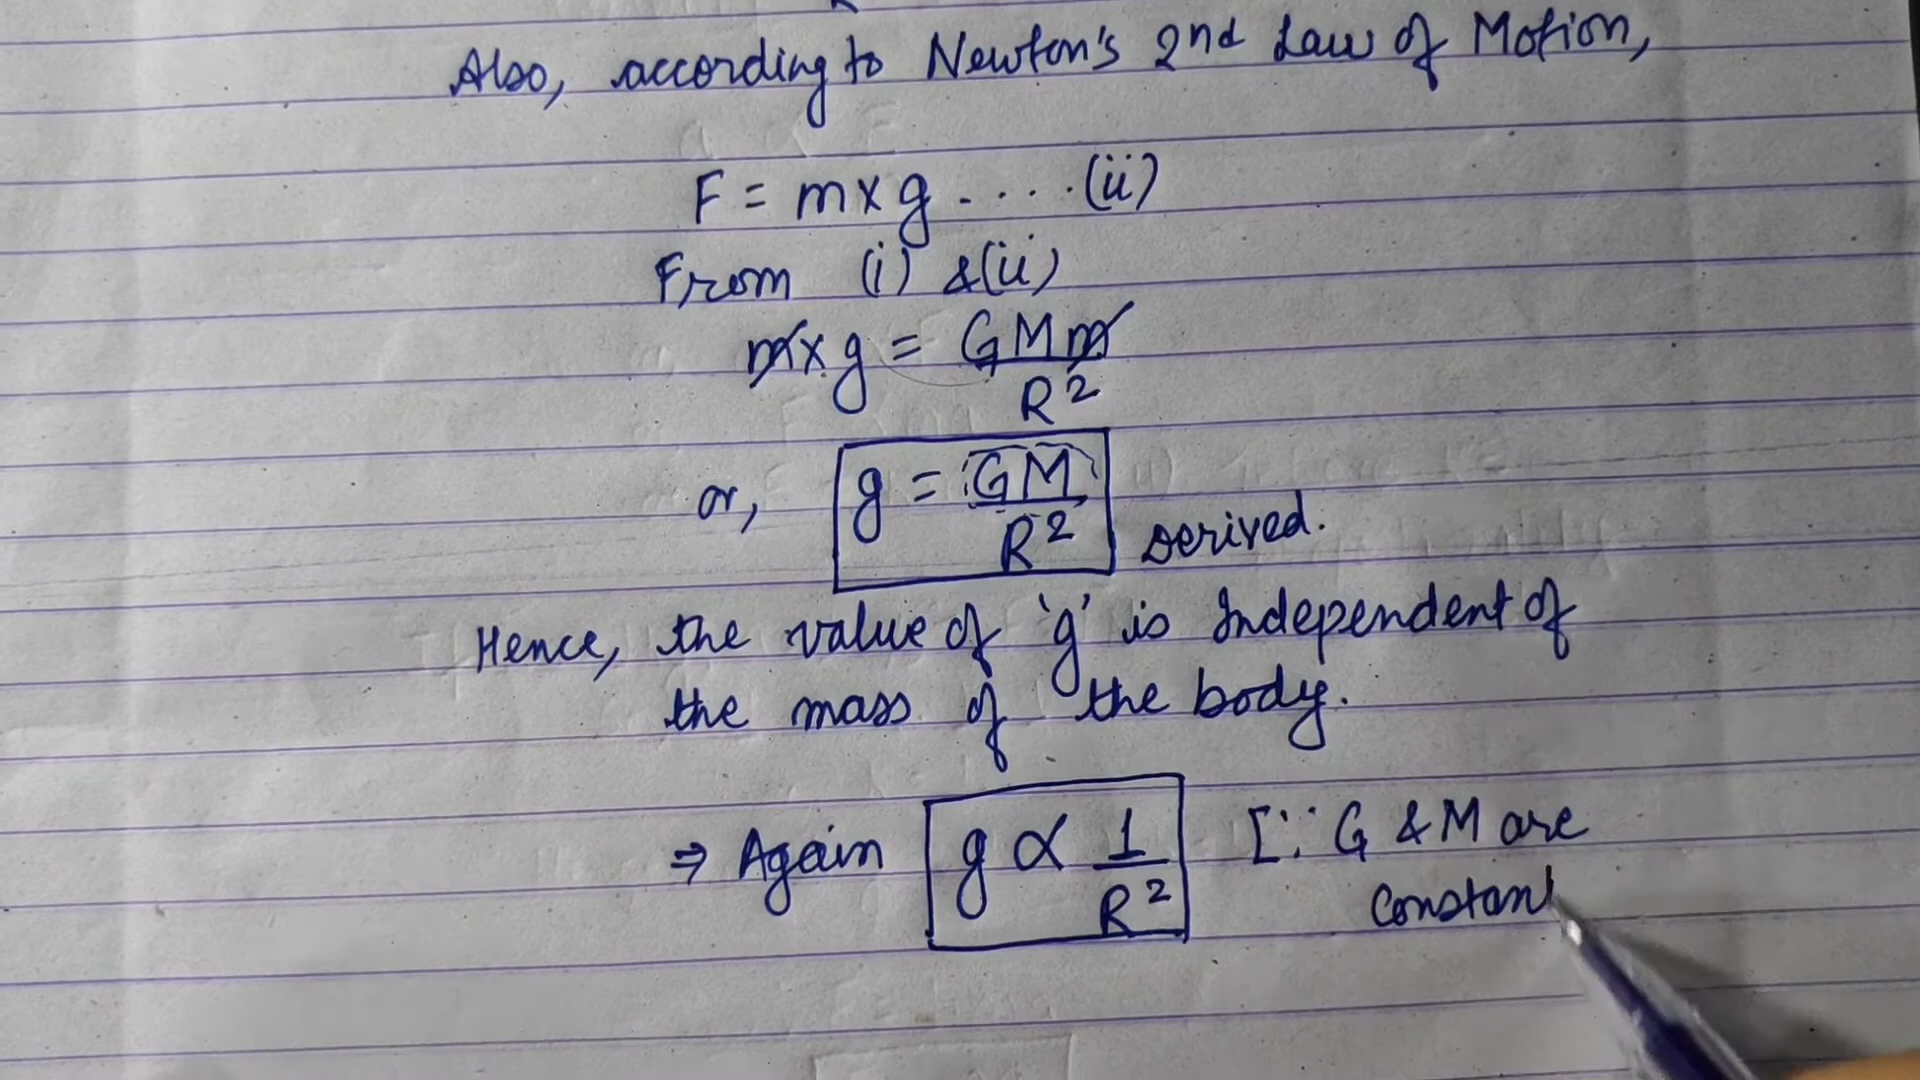 Also, according to Newton's 2nd Law of Motion,
F = m x g ..... (ii)
From (i) & (ii)
m x g = GMm
R²
or, g = GM
R² Derived.
Hence, the value of 'g' is Independent of
the mass of the body.
⇒ Again g ∝ 1/R² [∵ G & M are
Constant